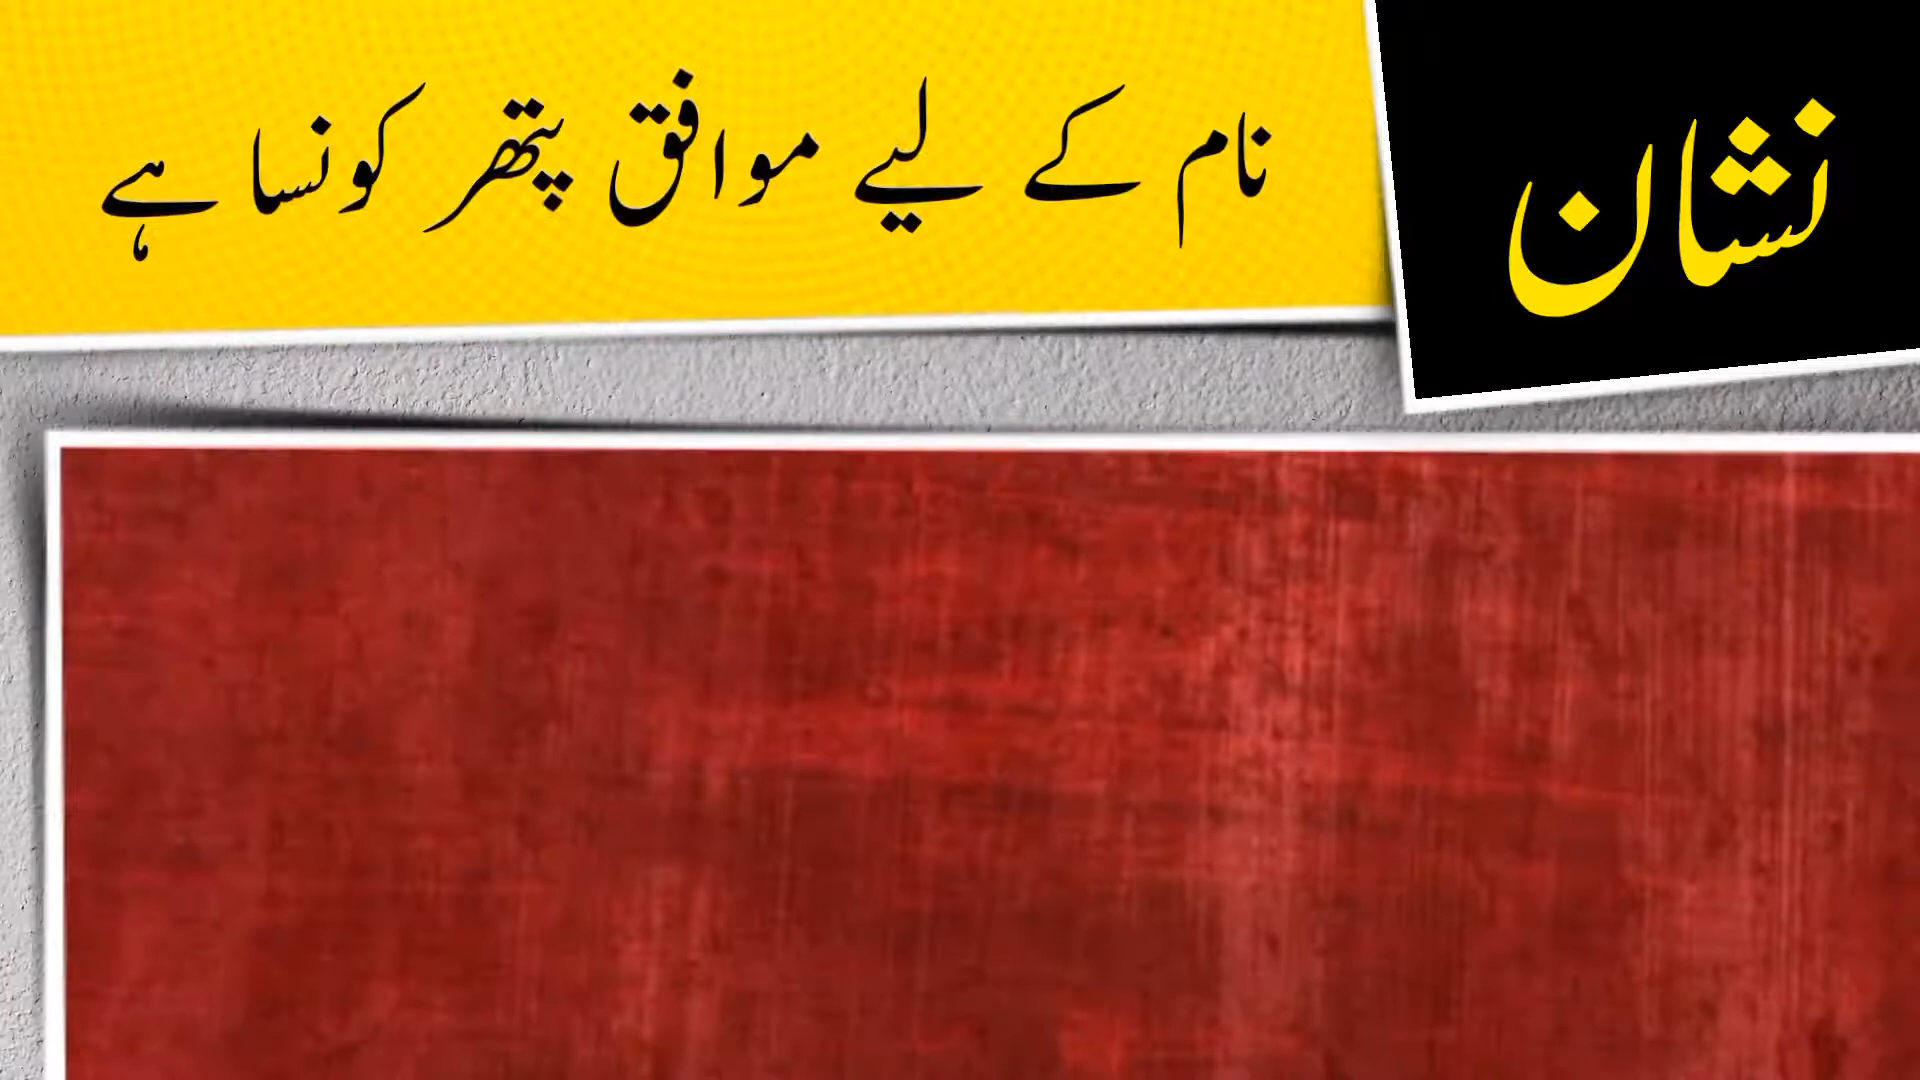 نشان
نام کے لیے موافق پتھر کونسا ہے